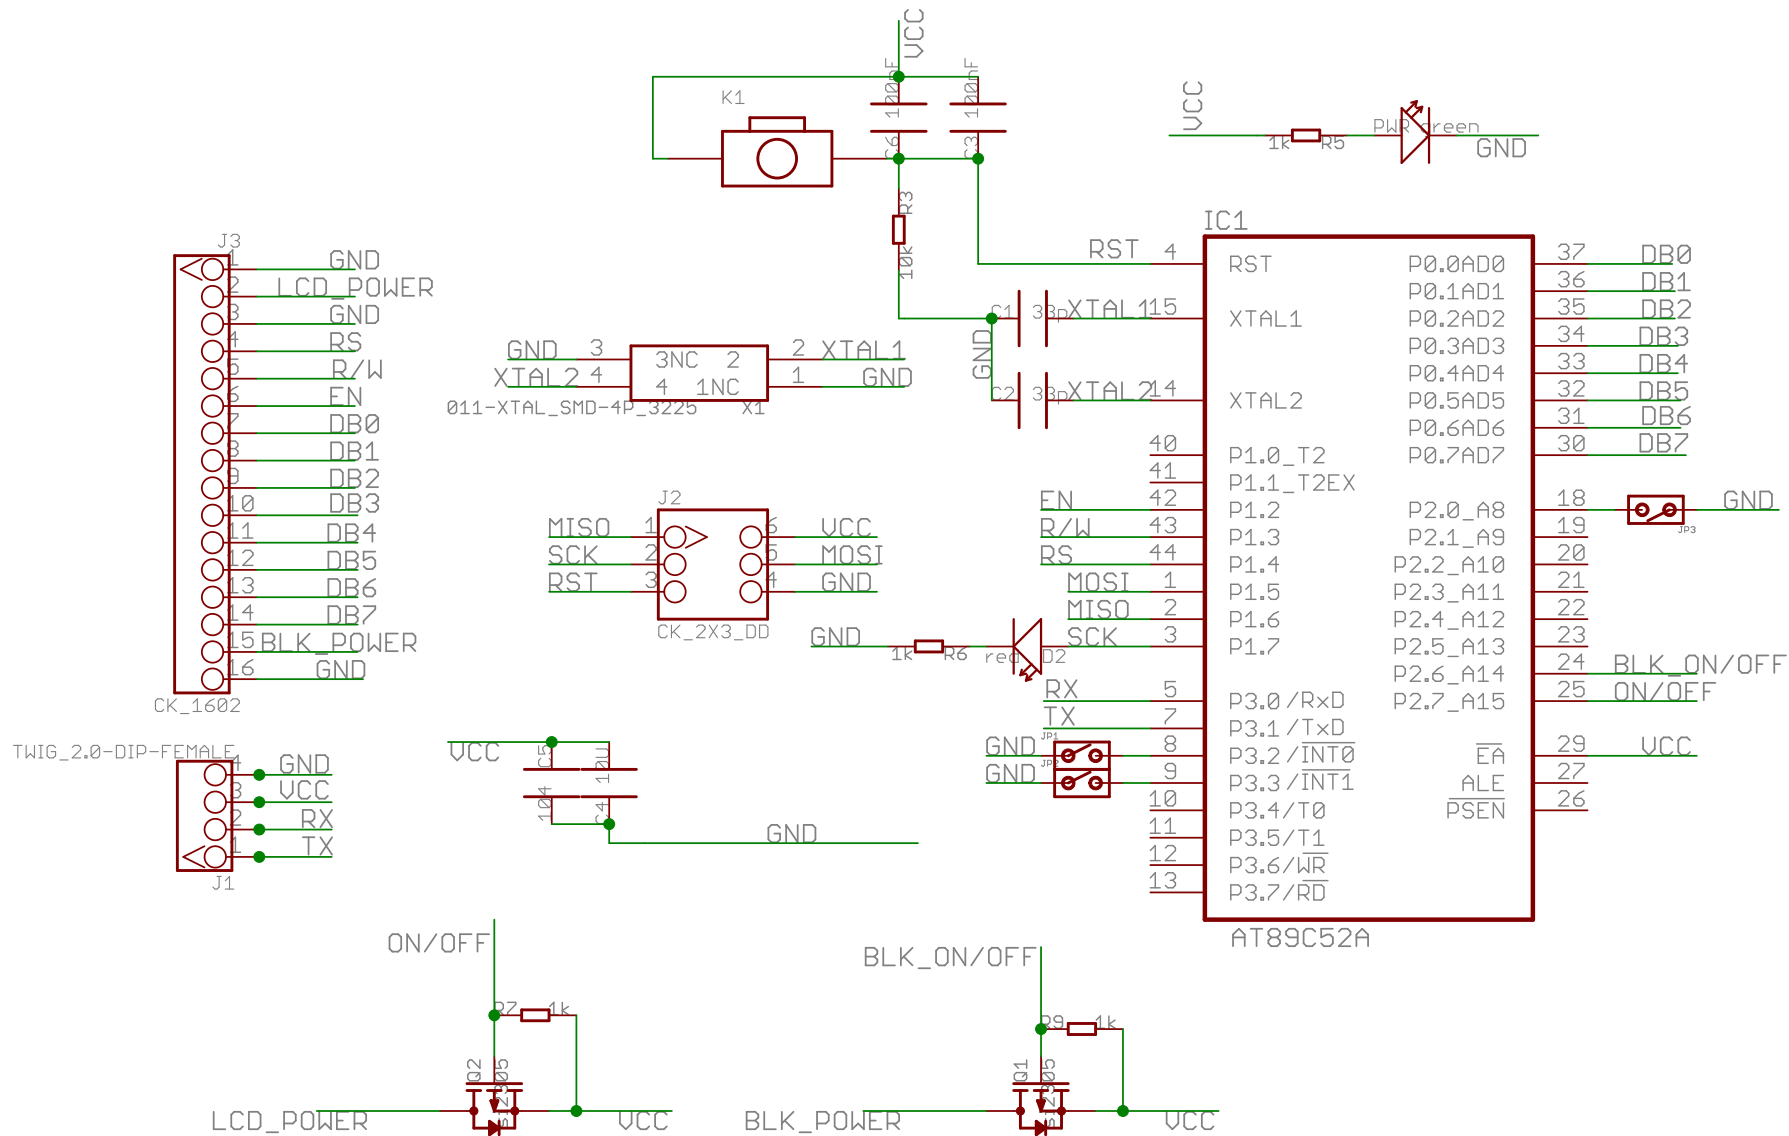 VCC
K1
100nF
100nF
C6
C3
VCC
PWR green
1k
R5
GND
R3
10k
J3
1 GND
2 LCD_POWER
3 GND
4 RS
5 R/W
6 EN
7 DB0
8 DB1
9 DB2
10 DB3
11 DB4
12 DB5
13 DB6
14 DB7
15 BLK_POWER
16 GND
CK_1602
GND 3 3NC 2 2 XTAL1
XTAL2 4 4 1NC 1 GND
011-XTAL_SMD-4P_3225 X1
C1 33p
GND
C2 33p
J2
MISO 1 6 VCC
SCK 2 5 MOSI
RST 3 4 GND
CK_2X3_DD
GND
1k R6
red D2
IC1
RST 4 RST
XTAL1 15 XTAL1
XTAL2 14 XTAL2
40 P1.0_T2
41 P1.1_T2EX
EN 42 P1.2
R/W 43 P1.3
RS 44 P1.4
MOSI 1 P1.5
MISO 2 P1.6
SCK 3 P1.7
RX 5 P3.0/RxD
TX 7 P3.1/TxD
JP1
GND 8 P3.2/INT0
JP2
GND 9 P3.3/INT1
10 P3.4/T0
11 P3.5/T1
12 P3.6/WR
13 P3.7/RD
P0.0AD0 37 DB0
P0.1AD1 36 DB1
P0.2AD2 35 DB2
P0.3AD3 34 DB3
P0.4AD4 33 DB4
P0.5AD5 32 DB5
P0.6AD6 31 DB6
P0.7AD7 30 DB7
P2.0_A8 18 GND
JP3
P2.1_A9 19
P2.2_A10 20
P2.3_A11 21
P2.4_A12 22
P2.5_A13 23
P2.6_A14 24 BLK_ON/OFF
P2.7_A15 25 ON/OFF
EA 29 VCC
ALE 27
PSEN 26
AT89C52A
TWIG_2.0-DIP-FEMALE
4 GND
3 VCC
2 RX
1 TX
J1
VCC
C5
10U
104
C4
GND
ON/OFF
R7 1k
Q2
LCD_POWER
VCC
BLK_ON/OFF
R9 1k
Q1
BLK_POWER
VCC